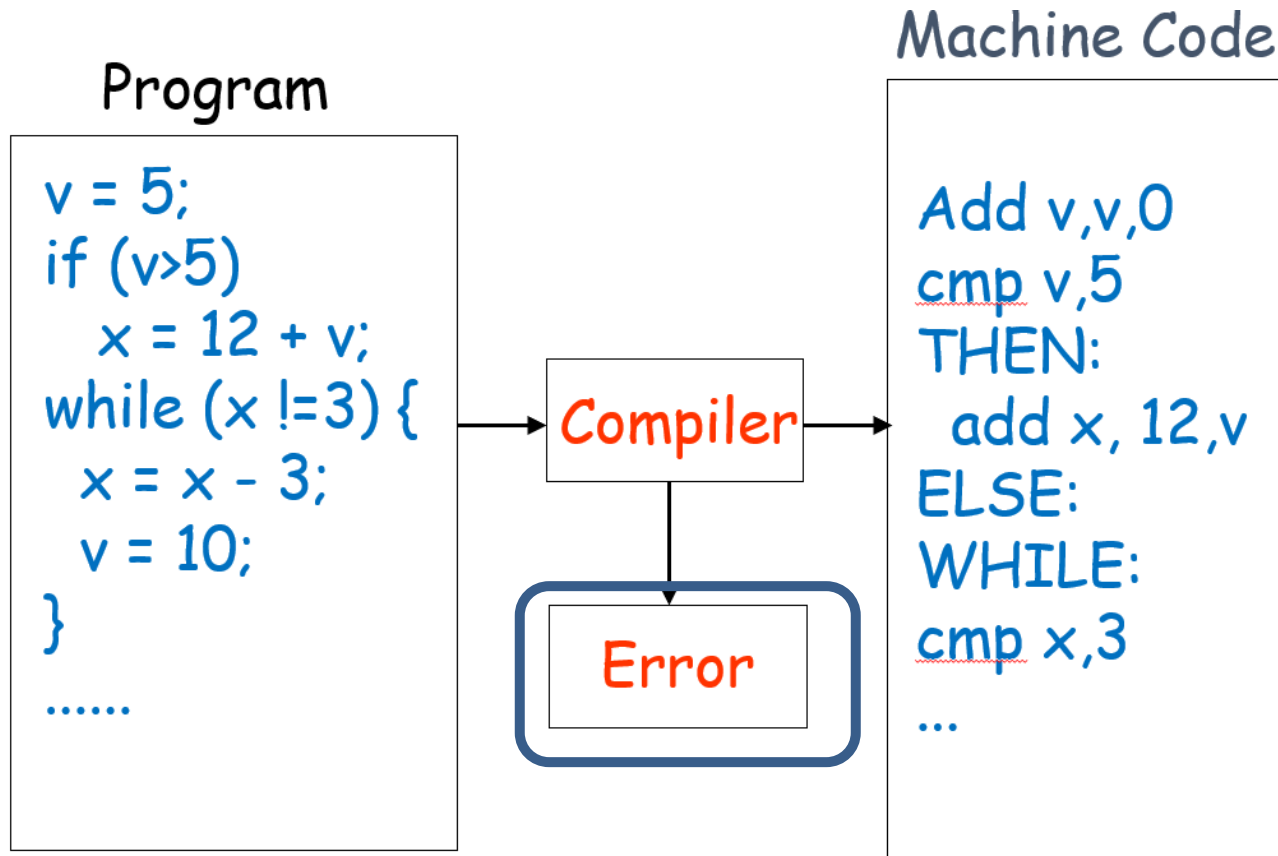 Program
v = 5;
if (v>5)
x = 12 + v;
while (x !=3) {
x = x - 3;
v = 10;
}
......
Compiler
Error
Machine Code
Add v,v,0
cmp v,5
THEN:
add x, 12,v
ELSE:
WHILE:
cmp x,3
...